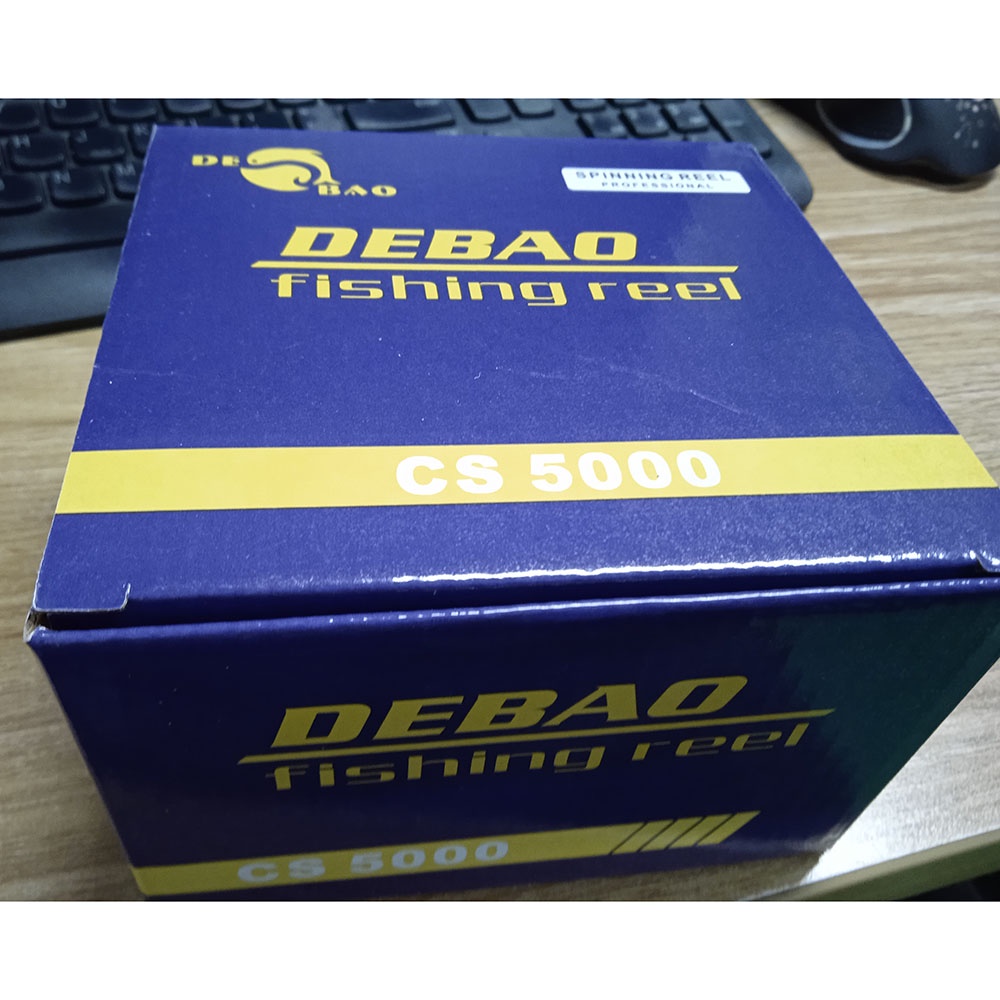 DE
BAO
SPINNING REEL
PROFESSIONAL
DEBAO
fishing reel
CS 5000
DEBAO
fishing reel
CS 5000